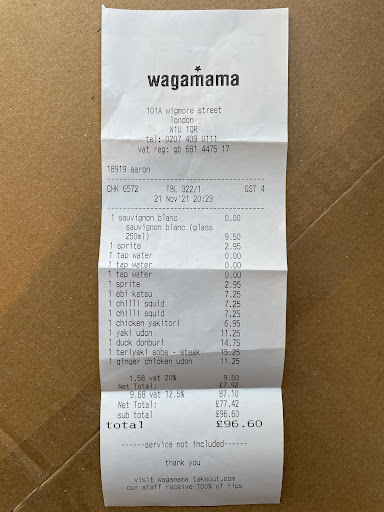 wagamama
101A wigmore street
london
W1U 1QR
tel: 0207 409 0111
vat reg: gb 681 4475 17
18919 aaron
CHK 6572 TBL 322/1 GST 4
21 Nov'21 20:29
1 sauvignon blanc 0.00
sauvignon blanc (glass
250ml) 9.50
1 sprite 2.95
1 tap water 0.00
1 tap water 0.00
1 tap water 0.00
1 sprite 2.95
1 ebi katsu 7.25
1 chilli squid 7.25
1 chilli squid 7.25
1 chicken yakitori 6.95
1 yaki udon 11.25
1 duck donburi 14.75
1 teriyaki soba - steak 15.25
1 ginger chicken udon 11.25
1.58 vat 20% 9.50
Net Total: £7.92
9.68 vat 12.5% 87.10
Net Total: £77.42
sub total £96.60
total £96.60
------service not included------
thank you
visit wagamama takeout.com
our staff receive 100% of tips